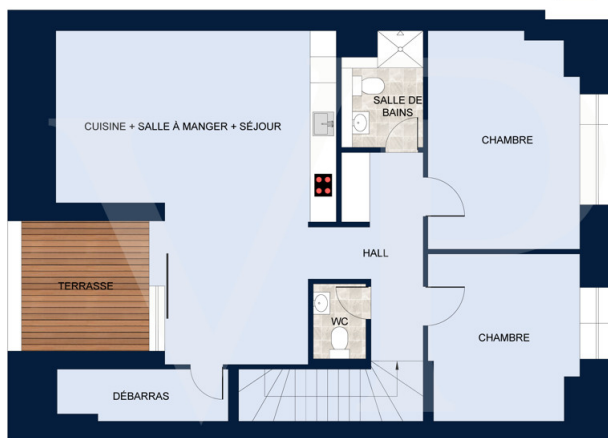 SALLE DE
BAINS
CUISINE + SALLE À MANGER + SÉJOUR
CHAMBRE
HALL
TERRASSE
WC
CHAMBRE
DÉBARRAS